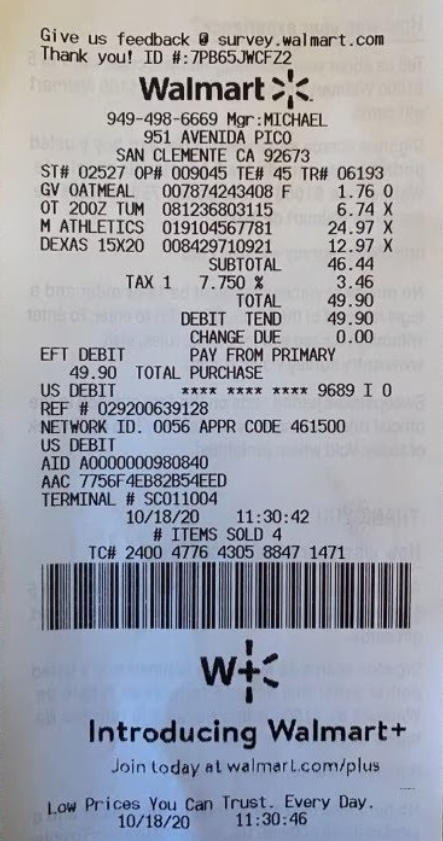 Give us feedback @ survey.walmart.com
Thank you! ID #:7PB65JWCFZ2
Walmart
949-498-6669 Mgr:MICHAEL
951 AVENIDA PICO
SAN CLEMENTE CA 92673
ST# 02527 OP# 009045 TE# 45 TR# 06193
GV OATMEAL 007874243408 F 1.76 O
OT 20OZ TUM 081236803115 6.74 X
M ATHLETICS 019104567781 24.97 X
DEXAS 15X20 008429710921 12.97 X
SUBTOTAL 46.44
TAX 1 7.750 % 3.46
TOTAL 49.90
DEBIT TEND 49.90
CHANGE DUE 0.00
EFT DEBIT PAY FROM PRIMARY
49.90 TOTAL PURCHASE
US DEBIT **** **** **** 9689 I 0
REF # 029200639128
NETWORK ID. 0056 APPR CODE 461500
US DEBIT
AID A0000000980840
AAC 7756F4EB82B54EED
TERMINAL # SC011004
10/18/20 11:30:42
# ITEMS SOLD 4
TC# 2400 4776 4305 8847 1471
W+
Introducing Walmart+
Join today at walmart.com/plus
Low Prices You Can Trust. Every Day.
10/18/20 11:30:46